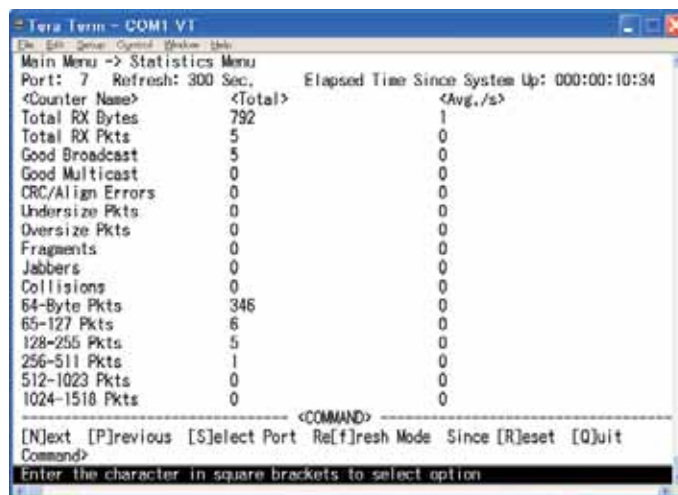 Tera Term - COM1 VT
File Edit Setup Control Window Help
Main Menu -> Statistics Menu
Port: 7 Refresh: 300 Sec. Elapsed Time Since System Up: 000:00:10:34
<Counter Name> <Total> <Avg./s>
Total RX Bytes 792 1
Total RX Pkts 5 0
Good Broadcast 5 0
Good Multicast 0 0
CRC/Align Errors 0 0
Undersize Pkts 0 0
Oversize Pkts 0 0
Fragments 0 0
Jabbers 0 0
Collisions 0 0
64-Byte Pkts 346 0
65-127 Pkts 6 0
128-255 Pkts 5 0
256-511 Pkts 1 0
512-1023 Pkts 0 0
1024-1518 Pkts 0 0
<COMMAND>
[N]ext [P]revious [S]elect Port Re[f]resh Mode Since [R]eset [Q]uit
Command>
Enter the character in square brackets to select option